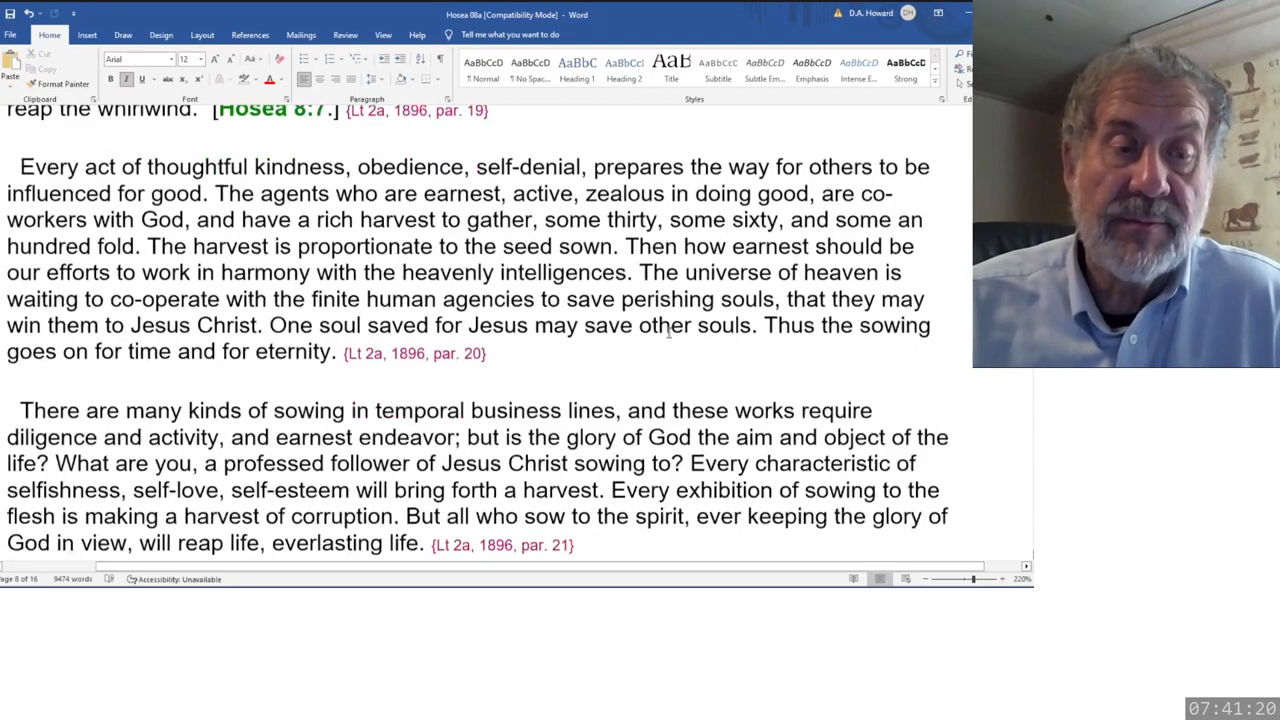 Hosea 08a [Compatibility Mode] - Word
D.A. Howard DH
File Home Insert Draw Design Layout References Mailings Review View Help Tell me what you want to do
Cut
Copy
Paste Format Painter
Arial 12
AaBbCcD AaBbCcD AaBbC AaBbCcC AaB AaBbCcD AaBbCcD AaBbCcD AaBbCcD AaBbCcD
¶ Normal ¶ No Spac... Heading 1 Heading 2 Title Subtitle Subtle Em... Emphasis Intense E... Strong
Clipboard Font Paragraph Styles
reap the whirlwind." [Hosea 8:7.] {Lt 2a, 1896, par. 19}
Every act of thoughtful kindness, obedience, self-denial, prepares the way for others to be
influenced for good. The agents who are earnest, active, zealous in doing good, are co-
workers with God, and have a rich harvest to gather, some thirty, some sixty, and some an
hundred fold. The harvest is proportionate to the seed sown. Then how earnest should be
our efforts to work in harmony with the heavenly intelligences. The universe of heaven is
waiting to co-operate with the finite human agencies to save perishing souls, that they may
win them to Jesus Christ. One soul saved for Jesus may save other souls. Thus the sowing
goes on for time and for eternity. {Lt 2a, 1896, par. 20}
There are many kinds of sowing in temporal business lines, and these works require
diligence and activity, and earnest endeavor; but is the glory of God the aim and object of the
life? What are you, a professed follower of Jesus Christ sowing to? Every characteristic of
selfishness, self-love, self-esteem will bring forth a harvest. Every exhibition of sowing to the
flesh is making a harvest of corruption. But all who sow to the spirit, ever keeping the glory of
God in view, will reap life, everlasting life. {Lt 2a, 1896, par. 21}
age 8 of 16 9474 words Accessibility: Unavailable 220%
07:41:20